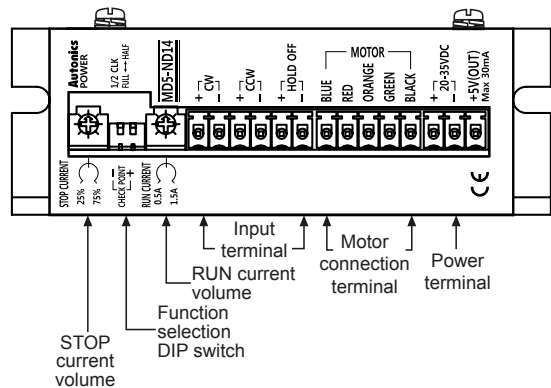 Autonics
POWER
1/2 CLK
FULL ↔ HALF
MD5-ND14
+ CW −
+ CCW −
+ HOLD OFF −
MOTOR
BLUE
RED
ORANGE
GREEN
BLACK
+ 20-35VDC −
+5V(OUT)
Max 30mA
STOP CURRENT
25%
75%
− CHECK POINT +
RUN CURRENT
0.5A
1.5A
CE
Input
terminal
Motor
connection
terminal
Power
terminal
RUN current
volume
Function
selection
DIP switch
STOP
current
volume